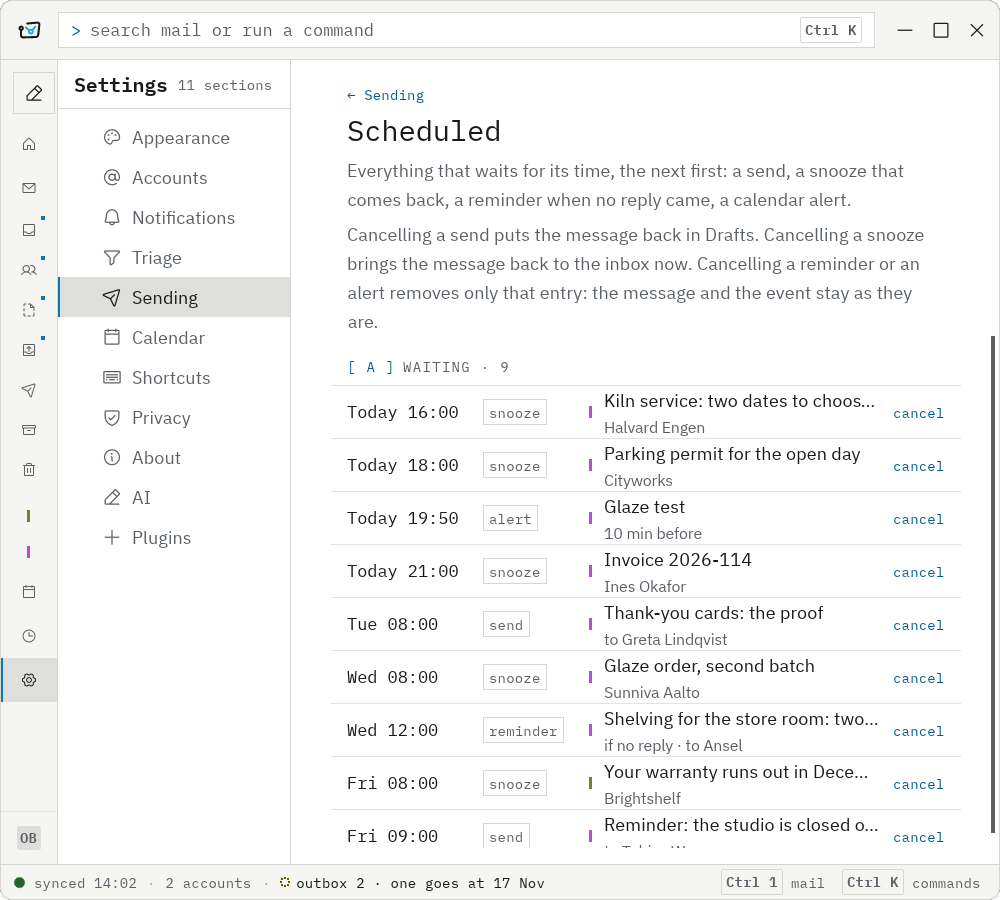 > search mail or run a command
Ctrl K
Settings 11 sections
Appearance
Accounts
Notifications
Triage
Sending
Calendar
Shortcuts
Privacy
About
AI
Plugins
OB
← Sending
Scheduled
Everything that waits for its time, the next first: a send, a snooze that
comes back, a reminder when no reply came, a calendar alert.
Cancelling a send puts the message back in Drafts. Cancelling a snooze
brings the message back to the inbox now. Cancelling a reminder or an
alert removes only that entry: the message and the event stay as they
are.
[ A ] WAITING · 9
Today 16:00 snooze Kiln service: two dates to choos… cancel
Halvard Engen
Today 18:00 snooze Parking permit for the open day cancel
Cityworks
Today 19:50 alert Glaze test cancel
10 min before
Today 21:00 snooze Invoice 2026-114 cancel
Ines Okafor
Tue 08:00 send Thank-you cards: the proof cancel
to Greta Lindqvist
Wed 08:00 snooze Glaze order, second batch cancel
Sunniva Aalto
Wed 12:00 reminder Shelving for the store room: two… cancel
if no reply · to Ansel
Fri 08:00 snooze Your warranty runs out in Dece… cancel
Brightshelf
Fri 09:00 send Reminder: the studio is closed o… cancel
synced 14:02 · 2 accounts · outbox 2 · one goes at 17 Nov
Ctrl 1 mail Ctrl K commands